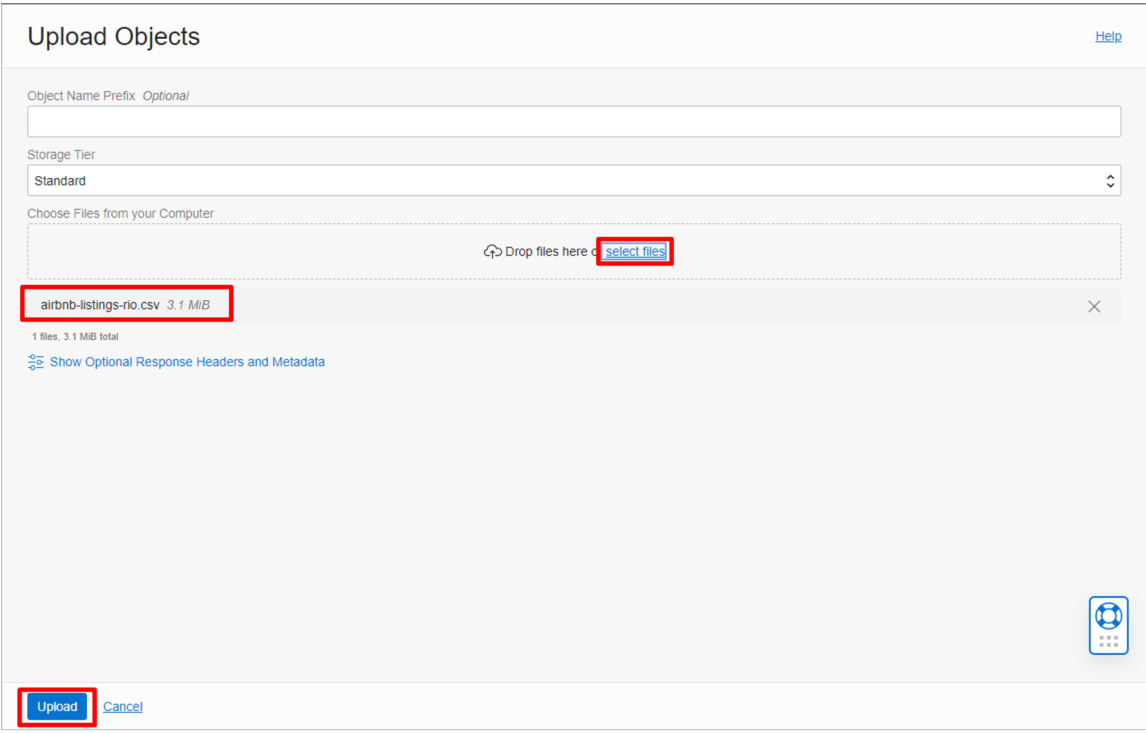 Upload Objects
Help
Object Name Prefix Optional
Storage Tier
Standard
Choose Files from your Computer
Drop files here select files
airbnb-listings-rio.csv 3.1 MiB
1 files, 3.1 MiB total
Show Optional Response Headers and Metadata
Upload Cancel